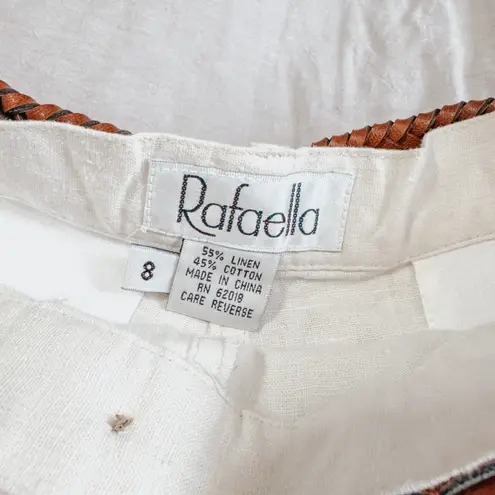 Rafaella
8
55% LINEN
45% COTTON
MADE IN CHINA
RN 62018
CARE REVERSE